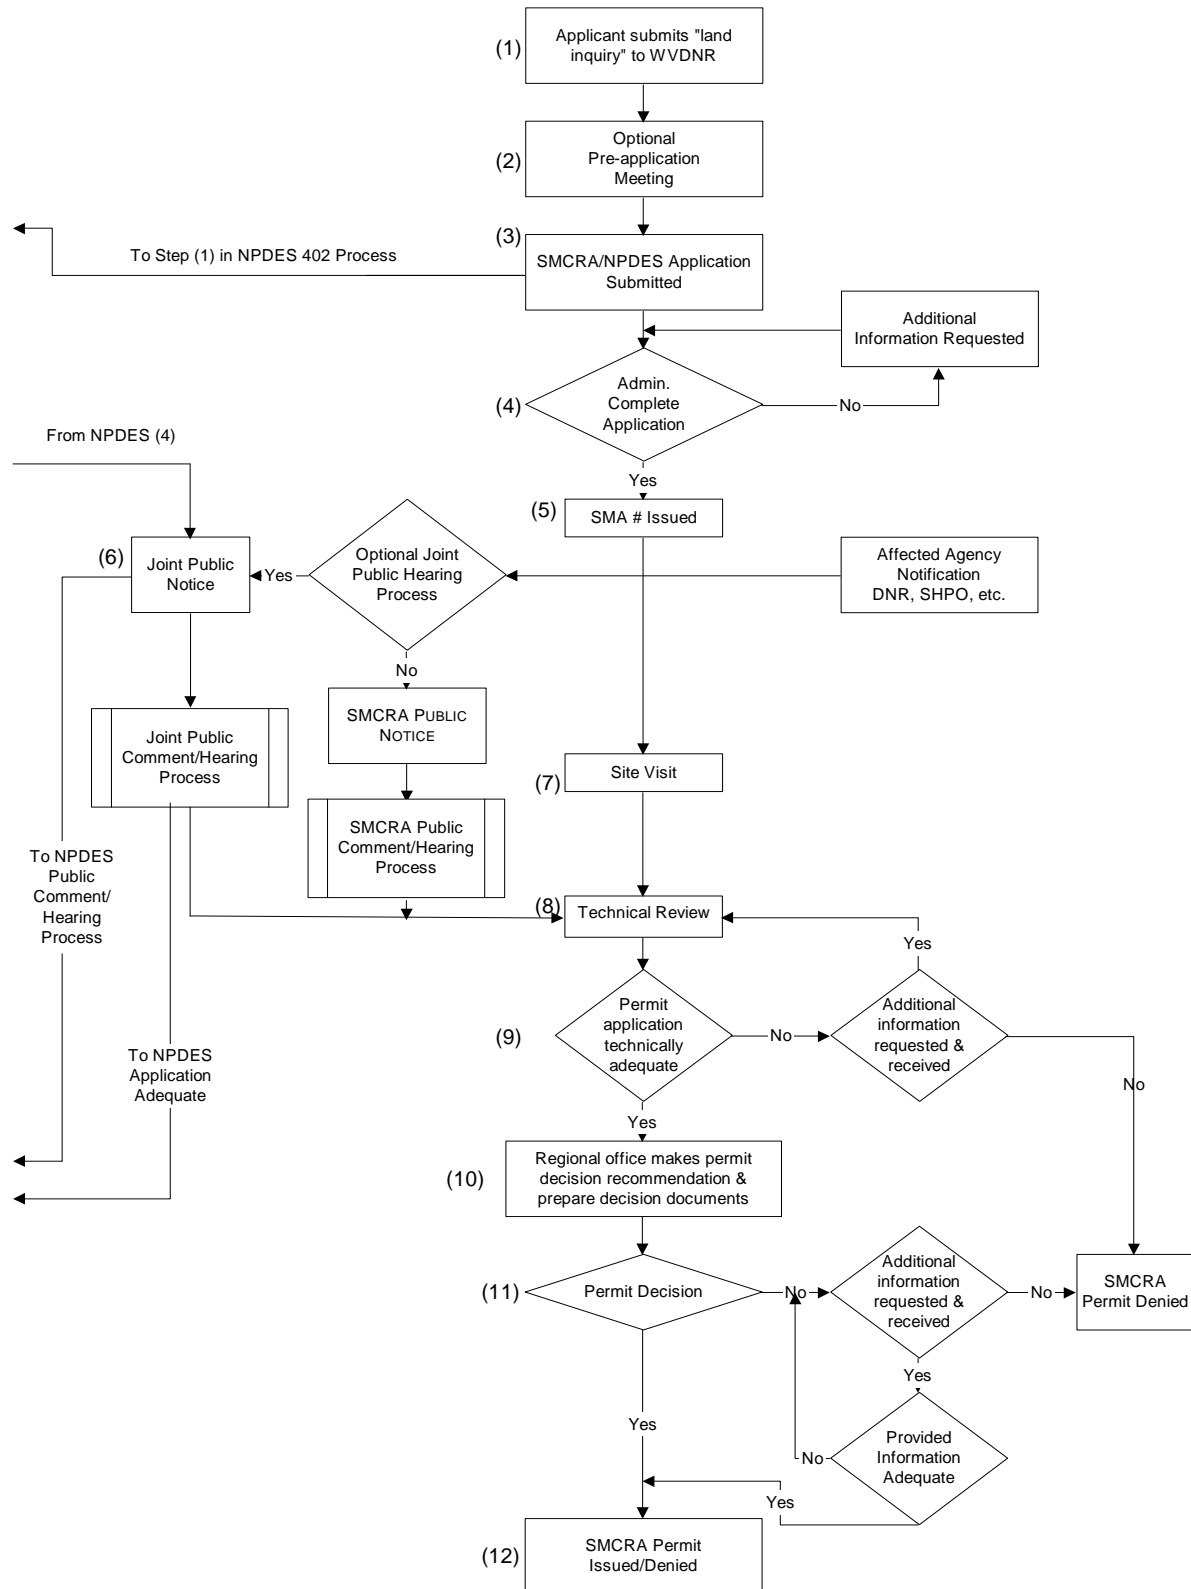 (1)
Applicant submits "land
inquiry" to WVDNR
(2)
Optional
Pre-application
Meeting
(3)
SMCRA/NPDES Application
Submitted
To Step (1) in NPDES 402 Process
Additional
Information Requested
(4)
Admin.
Complete
Application
No
Yes
From NPDES (4)
(5)
SMA # Issued
(6)
Joint Public
Notice
Yes
Optional Joint
Public Hearing
Process
Affected Agency
Notification
DNR, SHPO, etc.
No
SMCRA PUBLIC
NOTICE
Joint Public
Comment/Hearing
Process
(7)
Site Visit
SMCRA Public
Comment/Hearing
Process
To NPDES
Public
Comment/
Hearing
Process
(8)
Technical Review
Yes
(9)
Permit
application
technically
adequate
No
Additional
information
requested &
received
No
To NPDES
Application
Adequate
Yes
(10)
Regional office makes permit
decision recommendation &
prepare decision documents
(11)
Permit Decision
No
Additional
information
requested &
received
No
SMCRA
Permit Denied
Yes
Yes
Provided
Information
Adequate
No
Yes
(12)
SMCRA Permit
Issued/Denied